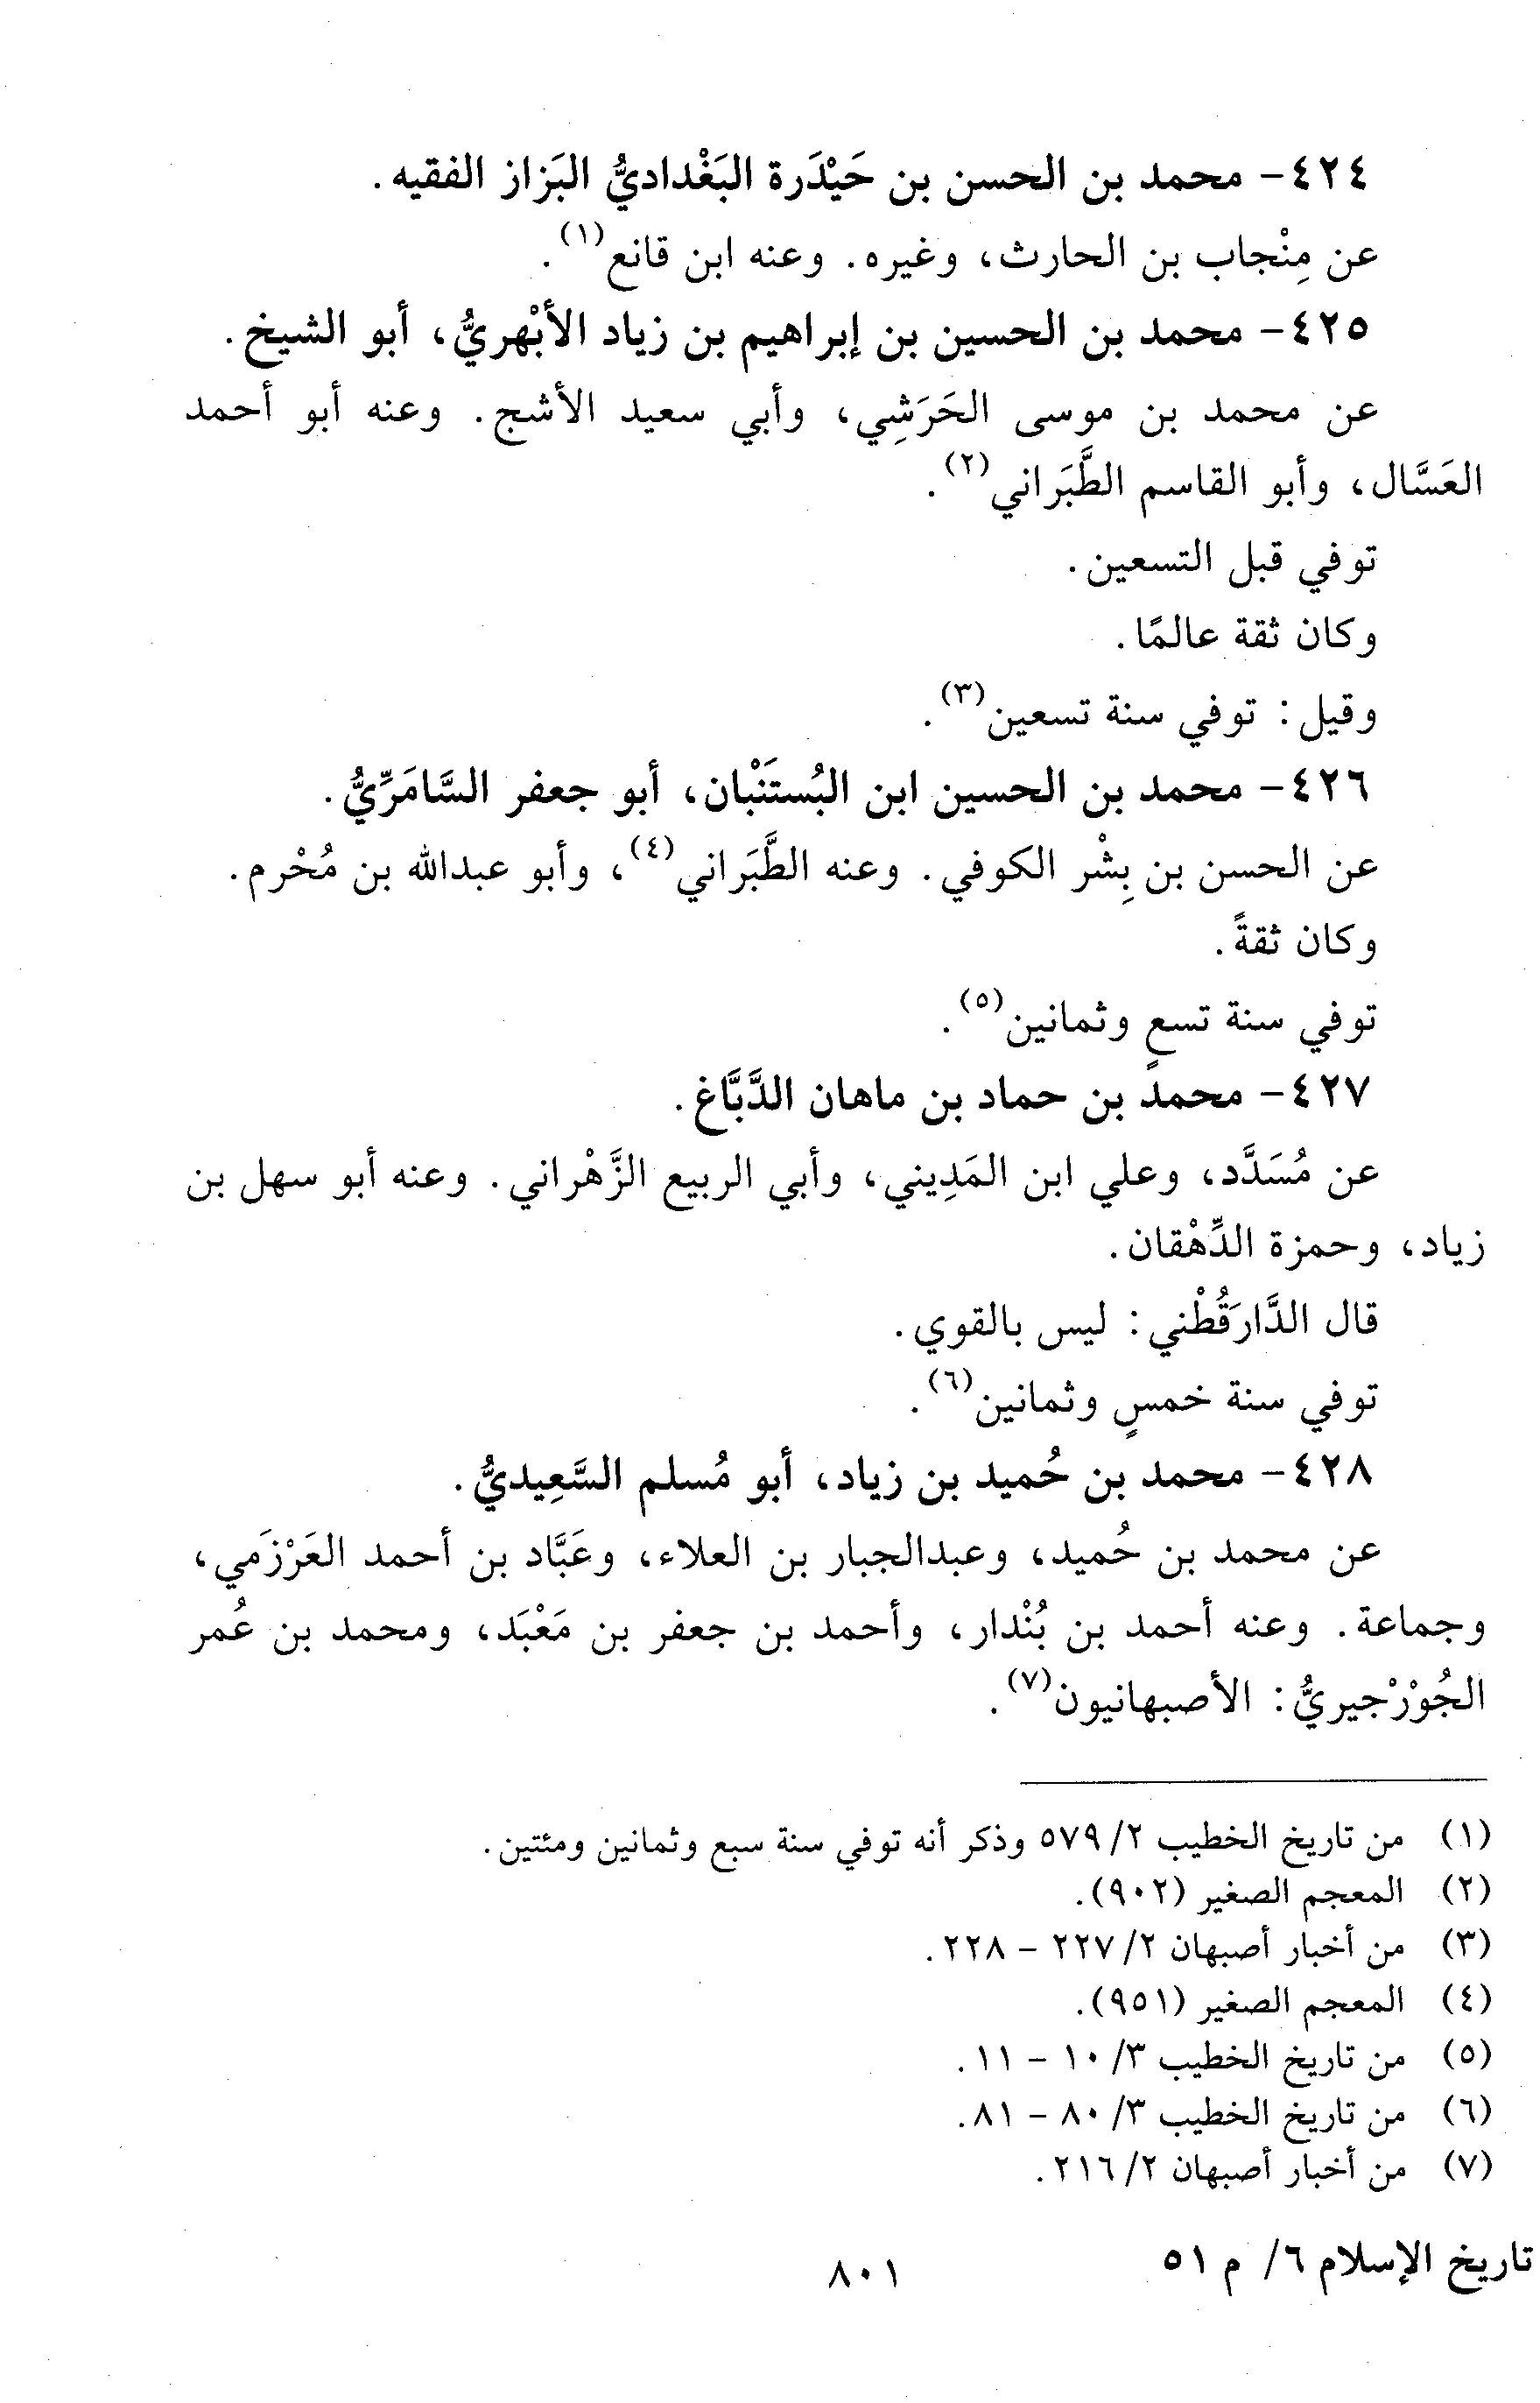 ٤٢٤- محمد بن الحسن بن حَيْدَرة البَغْداديُّ البَزاز الفقيه.
عن مِنْجاب بن الحارث، وغيره. وعنه ابن قانع(١).
٤٢٥- محمد بن الحسين بن إبراهيم بن زياد الأبْهريُّ، أبو الشيخ.
عن محمد بن موسى الحَرَشِي، وأبي سعيد الأشج. وعنه أبو أحمد
العَسَّال، وأبو القاسم الطَّبَراني(٢).
توفي قبل التسعين.
وكان ثقة عالمًا.
وقيل: توفي سنة تسعين(٣).
٤٢٦- محمد بن الحسين ابن البُستَنْبان، أبو جعفر السَّامَرِّيُّ.
عن الحسن بن بِشْر الكوفي. وعنه الطَّبَراني(٤)، وأبو عبدالله بن مُحْرم.
وكان ثقةً.
توفي سنة تسعٍ وثمانين(٥).
٤٢٧- محمد بن حماد بن ماهان الدَّبَّاغ.
عن مُسَدَّد، وعلي ابن المَدِيني، وأبي الربيع الزَّهْراني. وعنه أبو سهل بن
زياد، وحمزة الدِّهْقان.
قال الدَّارَقُطْني: ليس بالقوي.
توفي سنة خمسٍ وثمانين(٦).
٤٢٨- محمد بن حُميد بن زياد، أبو مُسلم السَّعِيديُّ.
عن محمد بن حُميد، وعبدالجبار بن العلاء، وعَبَّاد بن أحمد العَرْزَمي،
وجماعة. وعنه أحمد بن بُنْدار، وأحمد بن جعفر بن مَعْبَد، ومحمد بن عُمر
الجُوْرْجيريُّ: الأصبهانيون(٧).
(١) من تاريخ الخطيب ٢/ ٥٧٩ وذكر أنه توفي سنة سبع وثمانين ومئتين.
(٢) المعجم الصغير (٩٠٢).
(٣) من أخبار أصبهان ٢/ ٢٢٧ - ٢٢٨.
(٤) المعجم الصغير (٩٥١).
(٥) من تاريخ الخطيب ٣/ ١٠ - ١١.
(٦) من تاريخ الخطيب ٣/ ٨٠ - ٨١.
(٧) من أخبار أصبهان ٢/ ٢١٦.
تاريخ الإسلام ٦/ م ٥١
٨٠١